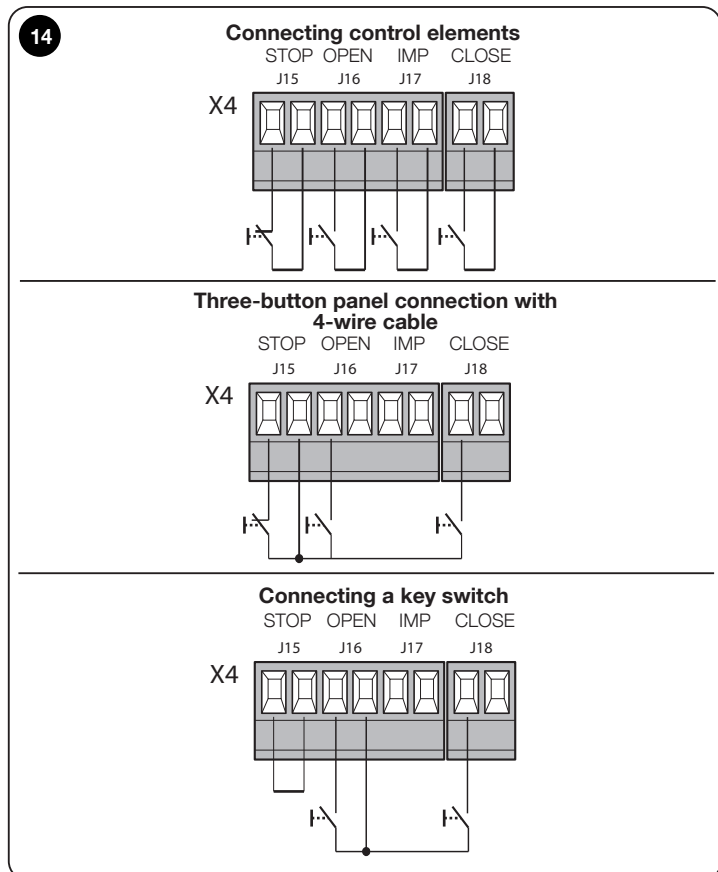 14
Connecting control elements
STOP OPEN IMP CLOSE
J15 J16 J17 J18
X4
Three-button panel connection with
4-wire cable
STOP OPEN IMP CLOSE
J15 J16 J17 J18
X4
Connecting a key switch
STOP OPEN IMP CLOSE
J15 J16 J17 J18
X4